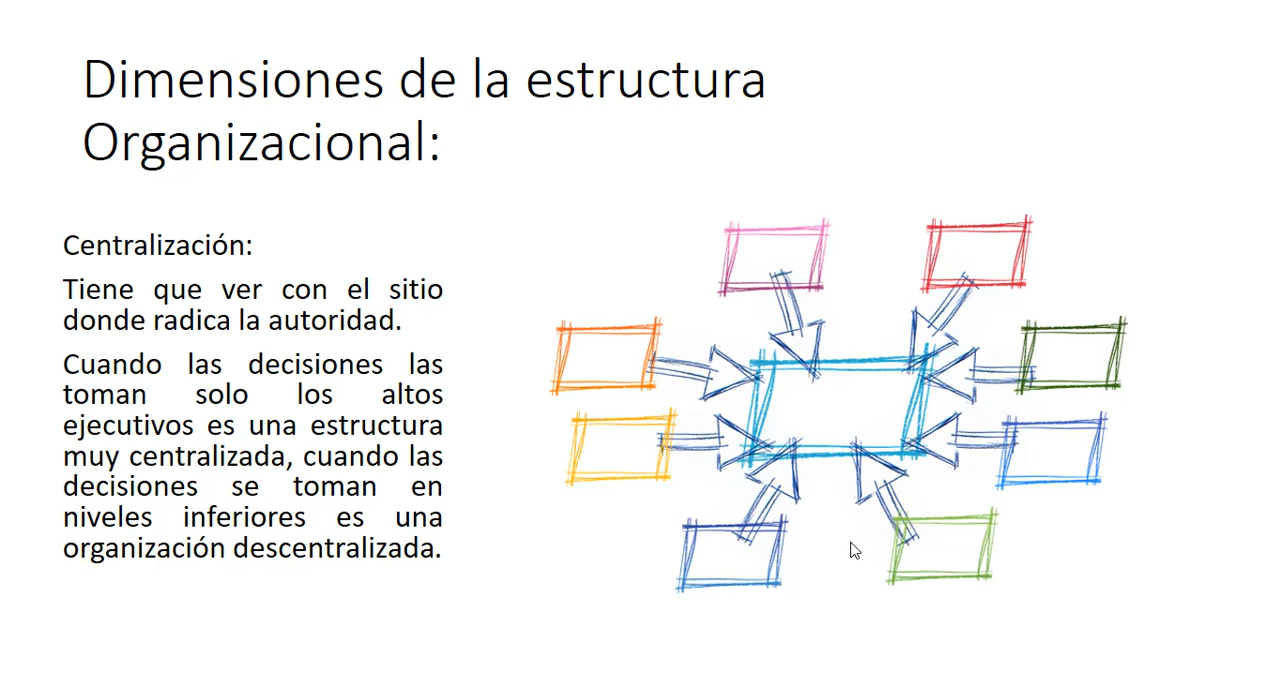 Dimensiones de la estructura
Organizacional:
Centralización:
Tiene que ver con el sitio
donde radica la autoridad.
Cuando las decisiones las
toman solo los altos
ejecutivos es una estructura
muy centralizada, cuando las
decisiones se toman en
niveles inferiores es una
organización descentralizada.